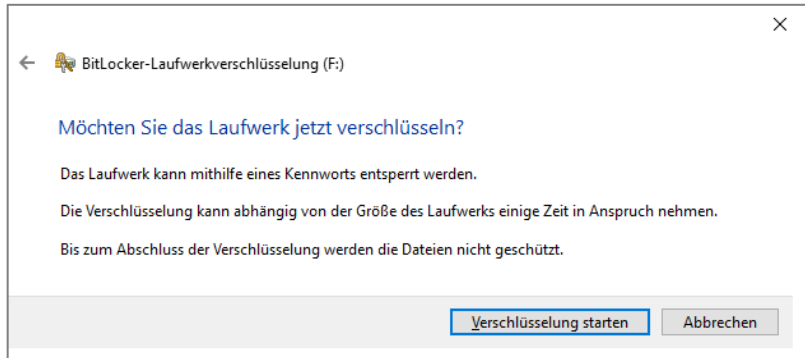 BitLocker-Laufwerkverschlüsselung (F:)
Möchten Sie das Laufwerk jetzt verschlüsseln?
Das Laufwerk kann mithilfe eines Kennworts entsperrt werden.
Die Verschlüsselung kann abhängig von der Größe des Laufwerks einige Zeit in Anspruch nehmen.
Bis zum Abschluss der Verschlüsselung werden die Dateien nicht geschützt.
Verschlüsselung starten Abbrechen